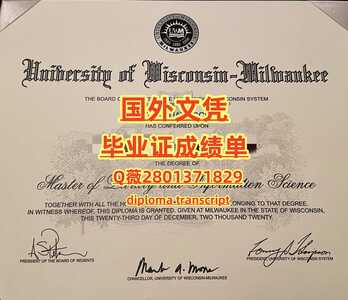 University of Wisconsin-Milwaukee
THE BOARD OF WISCONSIN SYSTEM
国外文凭
HAS CONFERRED UPON
毕业证成绩单
THE DEGREE OF
Master of Library and Information Science
Q薇2801371829
TOGETHER WITH ALL THE HO BELONGING TO THAT DEGREE.
diploma transcript
IN WITNESS WHEREOF, THIS DIPLOMA IS GRANTED. GIVEN AT MILWAUKEE IN THE STATE OF WISCONSIN,
THIS TWENTY-THIRD DAY OF DECEMBER, TWO THOUSAND TWENTY.
PRESIDENT OF THE BOARD OF REGENTS
CHANCELLOR, UNIVERSITY OF WISCONSIN-MILWAUKEE
PRESIDENT, UNIVERSITY OF WISCONSIN SYSTEM